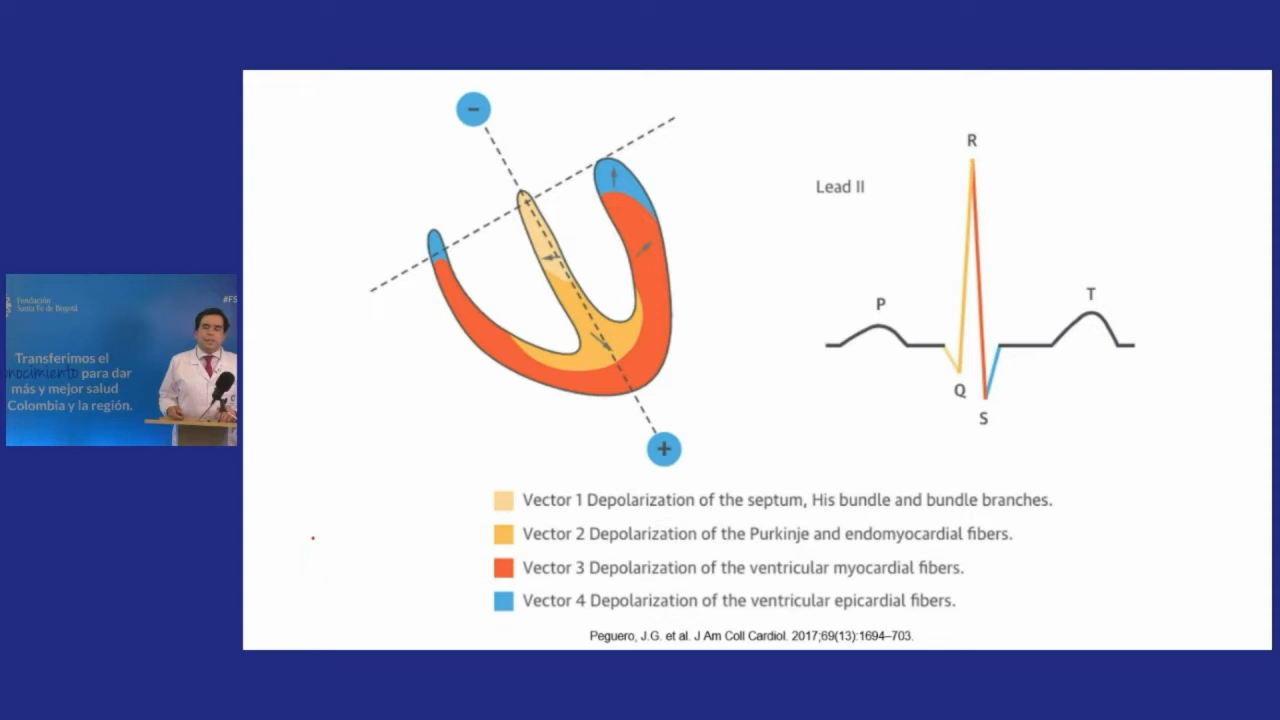 Fundación
Santa Fe de Bogotá
#FS
Transferimos el
para dar
más y mejor salud
Colombia y la región.
−
+
Lead II
R
P
T
Q
S
Vector 1 Depolarization of the septum, His bundle and bundle branches.
Vector 2 Depolarization of the Purkinje and endomyocardial fibers.
Vector 3 Depolarization of the ventricular myocardial fibers.
Vector 4 Depolarization of the ventricular epicardial fibers.
Peguero, J.G. et al. J Am Coll Cardiol. 2017;69(13):1694–703.